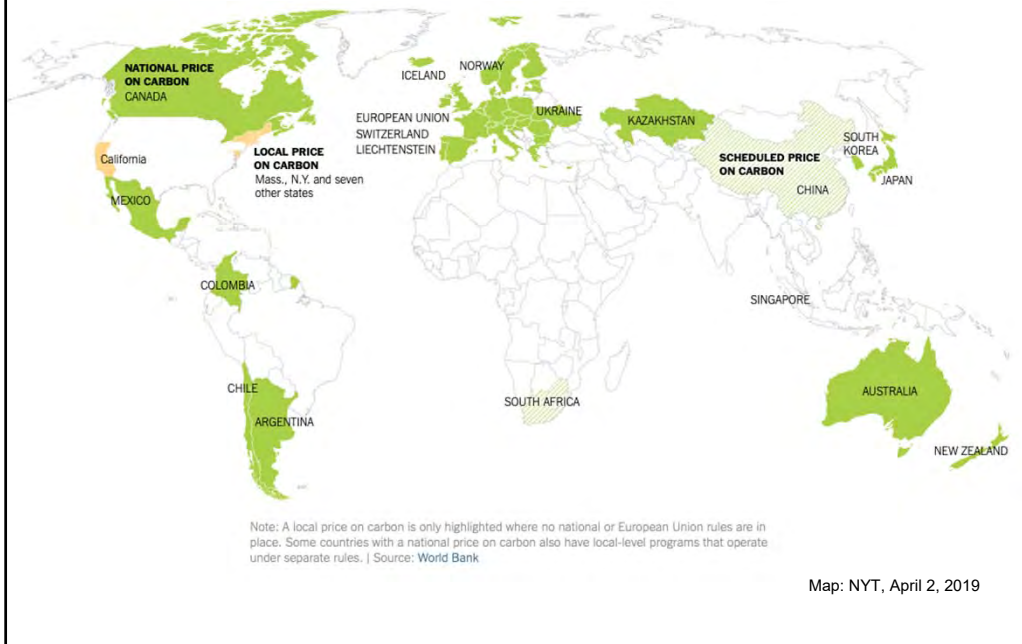 NATIONAL PRICE
ON CARBON
CANADA
ICELAND
NORWAY
EUROPEAN UNION
SWITZERLAND
LIECHTENSTEIN
UKRAINE
KAZAKHSTAN
SOUTH
KOREA
JAPAN
SCHEDULED PRICE
ON CARBON
CHINA
California
LOCAL PRICE
ON CARBON
Mass., N.Y. and seven
other states
MEXICO
COLOMBIA
SINGAPORE
CHILE
ARGENTINA
SOUTH AFRICA
AUSTRALIA
NEW ZEALAND
Note: A local price on carbon is only highlighted where no national or European Union rules are in
place. Some countries with a national price on carbon also have local-level programs that operate
under separate rules. | Source: World Bank
Map: NYT, April 2, 2019